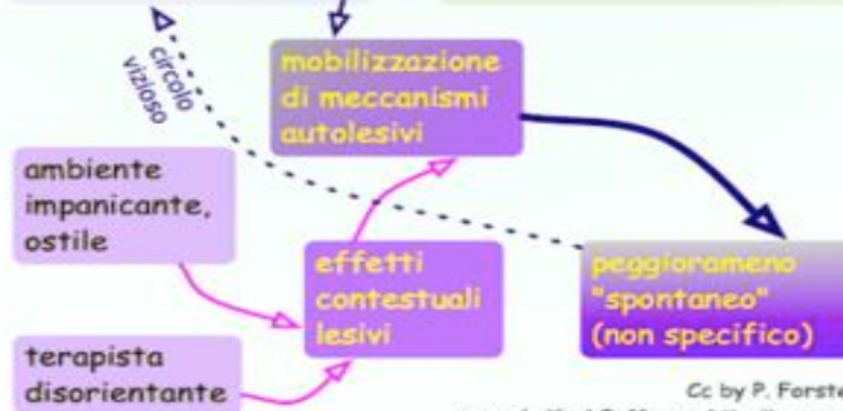 circolo
vizioso
mobilizzazione
di meccanismi
autolesivi
ambiente
impanicante,
ostile
effetti
contestuali
lesivi
peggiorameno
"spontaneo"
(non specifico)
terapista
disorientante
Cc by P. Forste